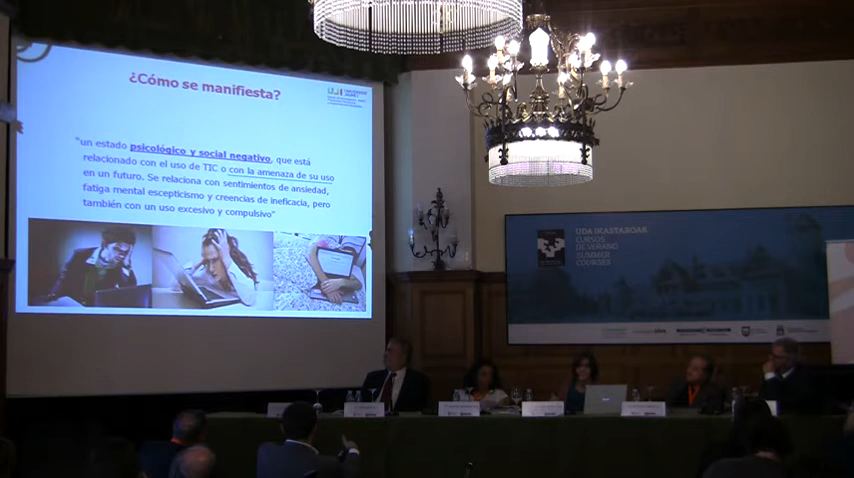 ¿Cómo se manifiesta?
UNIVERSITAT
JAUME I
"un estado psicológico y social negativo, que está
relacionado con el uso de TIC o con la amenaza de su uso
en un futuro. Se relaciona con sentimientos de ansiedad,
fatiga mental escepticismo y creencias de ineficacia, pero
también con un uso excesivo y compulsivo"
UDA IKASTAROAK
CURSOS
DE VERANO
SUMMER
COURSES